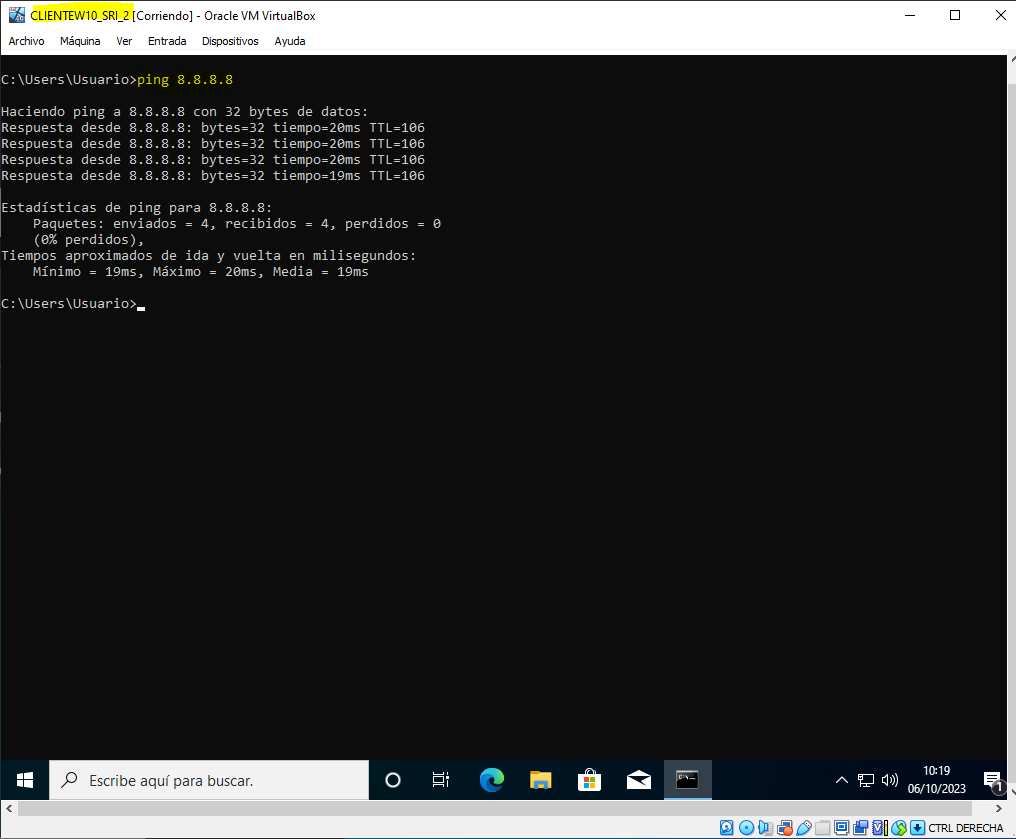 CLIENTEW10_SRI_2 [Corriendo] - Oracle VM VirtualBox
Archivo Máquina Ver Entrada Dispositivos Ayuda
C:\Users\Usuario>ping 8.8.8.8
Haciendo ping a 8.8.8.8 con 32 bytes de datos:
Respuesta desde 8.8.8.8: bytes=32 tiempo=20ms TTL=106
Respuesta desde 8.8.8.8: bytes=32 tiempo=20ms TTL=106
Respuesta desde 8.8.8.8: bytes=32 tiempo=20ms TTL=106
Respuesta desde 8.8.8.8: bytes=32 tiempo=19ms TTL=106
Estadísticas de ping para 8.8.8.8:
Paquetes: enviados = 4, recibidos = 4, perdidos = 0
(0% perdidos),
Tiempos aproximados de ida y vuelta en milisegundos:
Mínimo = 19ms, Máximo = 20ms, Media = 19ms
C:\Users\Usuario>
Escribe aquí para buscar.
10:19
06/10/2023
1
CTRL DERECHA